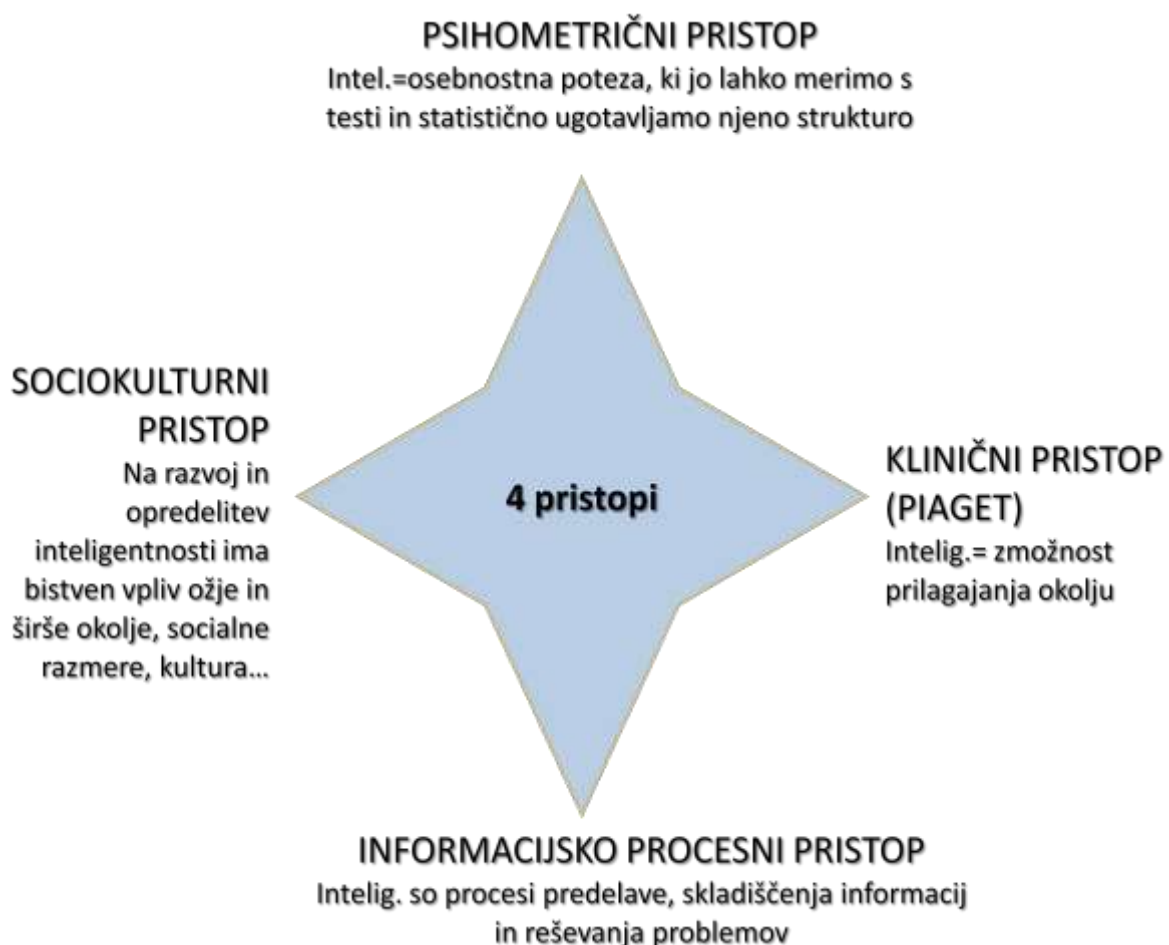 PSIHOMETRIČNI PRISTOP
Intel.=osebnostna poteza, ki jo lahko merimo s
testi in statistično ugotavljamo njeno strukturo
SOCIOKULTURNI
PRISTOP
Na razvoj in
opredelitev
inteligentnosti ima
bistven vpliv ožje in
širše okolje, socialne
razmere, kultura...
4 pristopi
KLINIČNI PRISTOP
(PIAGET)
Intelig.= zmožnost
prilagajanja okolju
INFORMACIJSKO PROCESNI PRISTOP
Intelig. so procesi predelave, skladiščenja informacij
in reševanja problemov